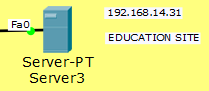 192.168.14.31
Fa0
EDUCATION SITE
Server-PT
Server3